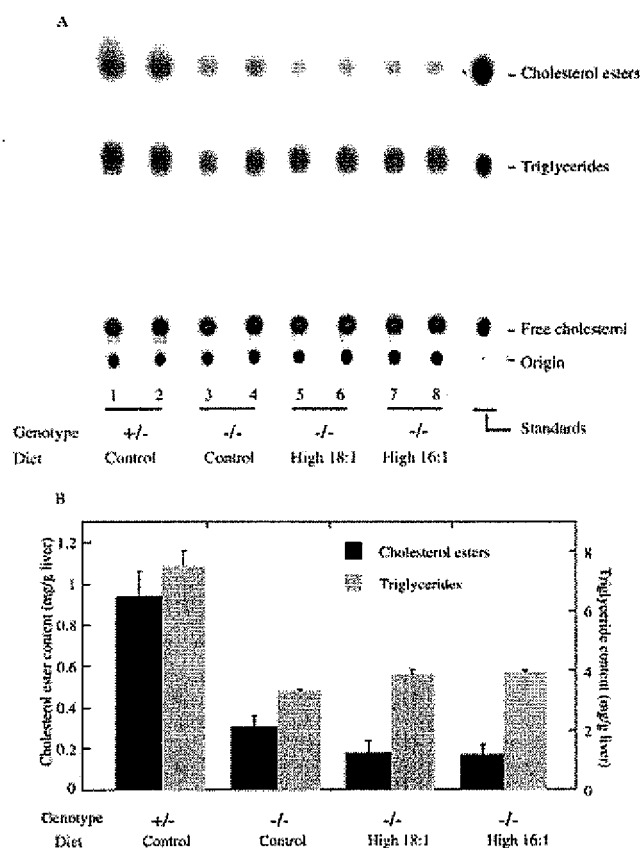 A
Cholesterol esters
Triglycerides
Free cholesterol
Origin
1 2 3 4 5 6 7 8
Genotype +/- -/- -/- -/- Standards
Diet Control Control High 18:1 High 16:1
B
Cholesterol ester content (mg/g liver)
1.2
1
0.8
0.6
0.4
0.2
0
Cholesterol esters
Triglycerides
8
6
4
2
0
Triglyceride content (mg/g liver)
Genotype +/- -/- -/- -/-
Diet Control Control High 18:1 High 16:1